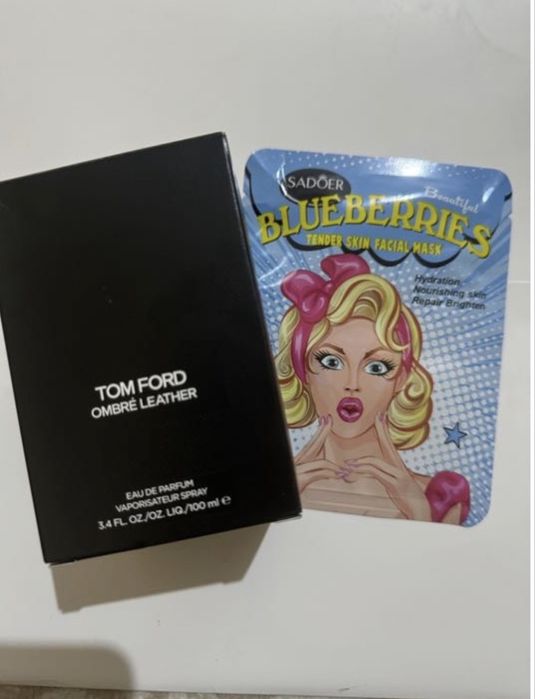 TOM FORD
OMBRÉ LEATHER
EAU DE PARFUM
VAPORISATEUR SPRAY
3.4 FL. OZ./OZ. LIQ./100 ml ℮
SADOER
Beautiful
BLUEBERRIES
TENDER SKIN FACIAL MASK
Hydration
Nourishing skin
Repair Brighten